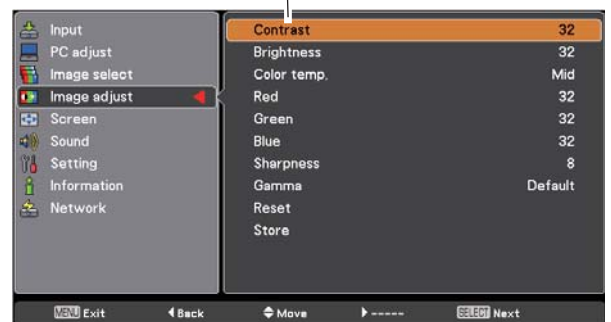 Input
PC adjust
Image select
Image adjust
Screen
Sound
Setting
Information
Network
Contrast 32
Brightness 32
Color temp. Mid
Red 32
Green 32
Blue 32
Sharpness 8
Gamma Default
Reset
Store
MENU Exit Back Move ----- SELECT Next